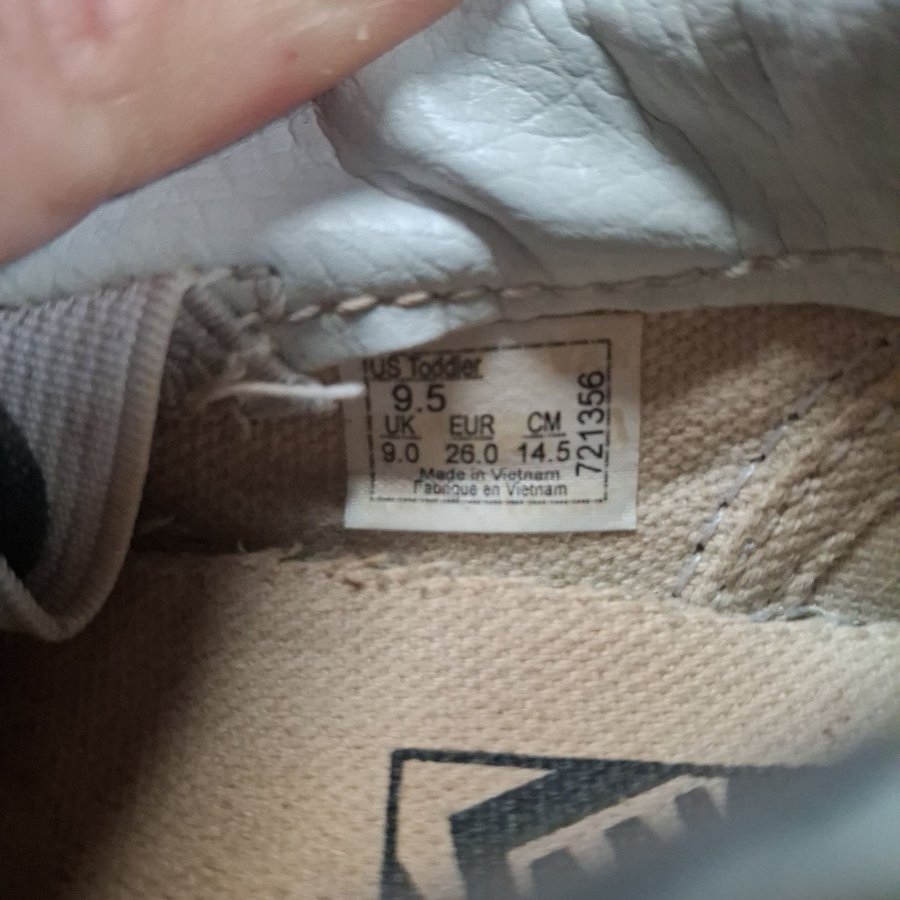 US Toddler
9.5
UK EUR CM
9.0 26.0 14.5
Made in Vietnam
Fabriqué en Vietnam
721356